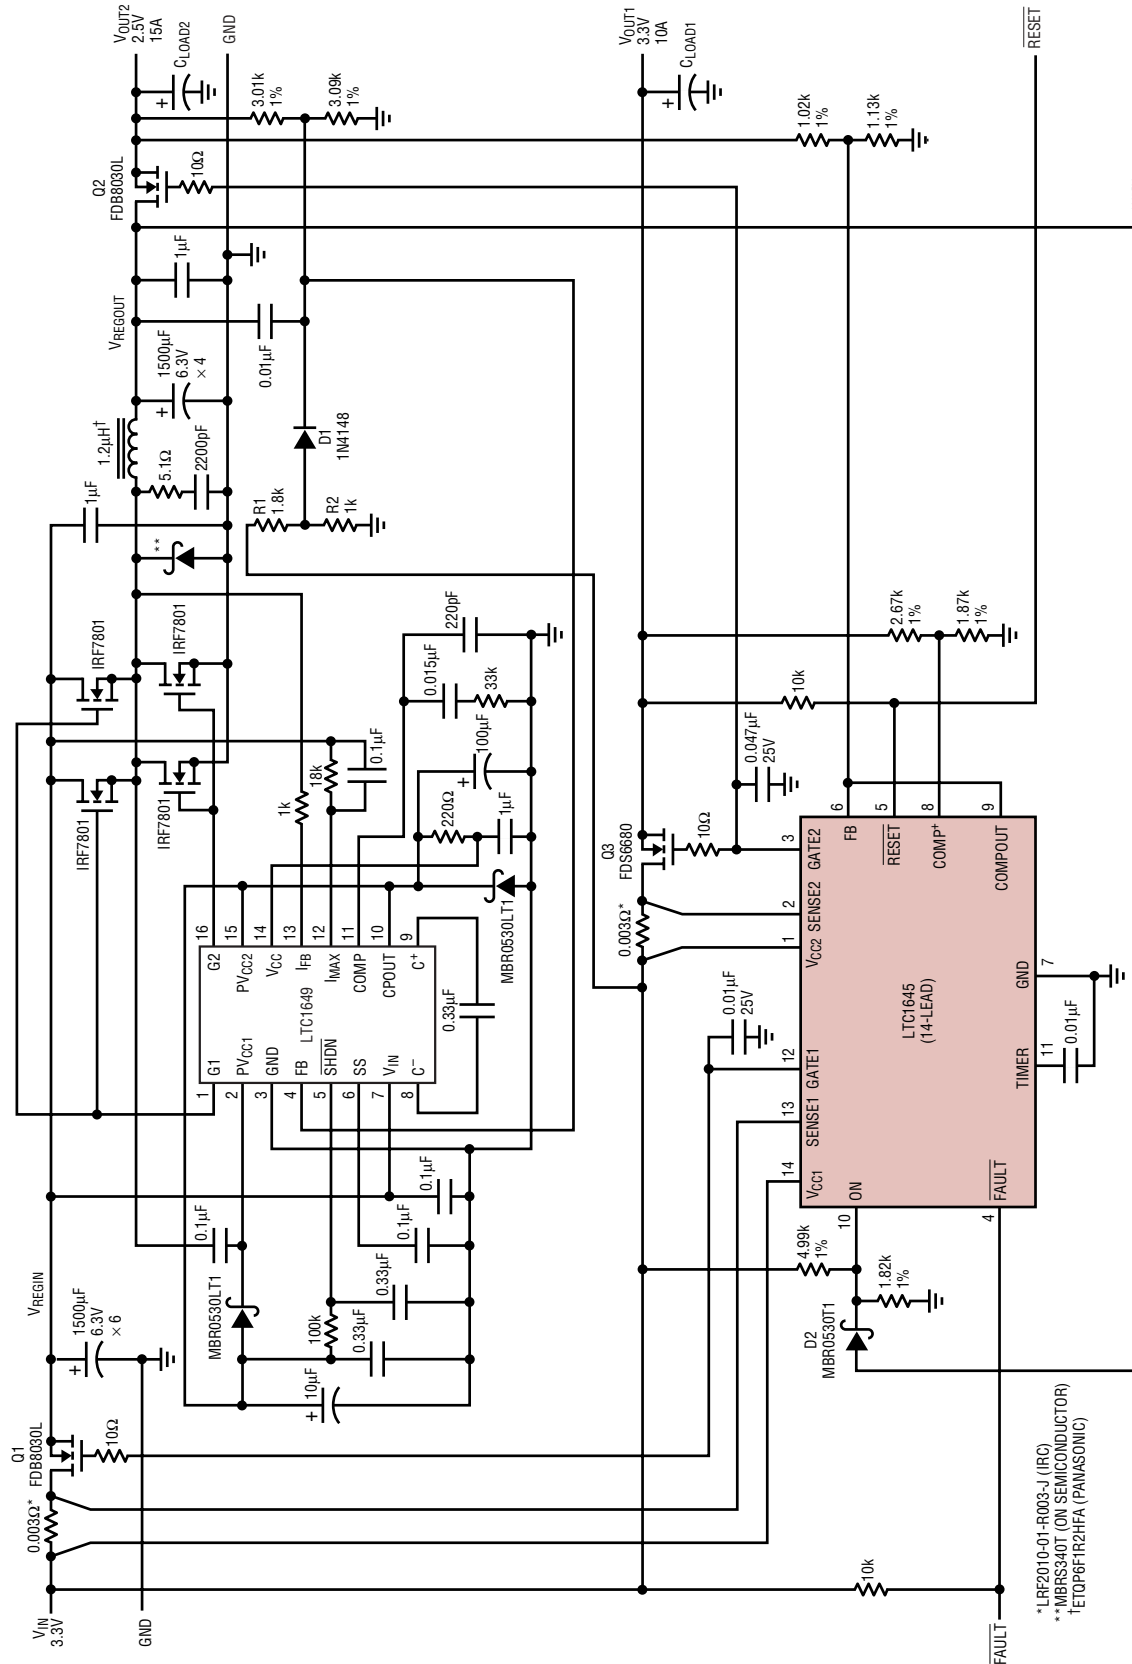 VIN
3.3V
GND
0.003Ω*
Q1
FDB8030L
10Ω
+
1500µF
6.3V
× 6
VREGIN
10µF
+
MBR0530LT1
0.1µF
100k
0.33µF
0.33µF
0.1µF
0.1µF
LTC1649
1
G1
2
PVCC1
3
GND
4
FB
5
SHDN
6
SS
7
VIN
8
C–
16
G2
15
PVCC2
14
VCC
13
IFB
12
IMAX
11
COMP
10
CPOUT
9
C+
0.33µF
MBR0530LT1
220Ω
1µF
+
100µF
1k
18k
0.1µF
0.015µF
33k
220pF
IRF7801
IRF7801
IRF7801
IRF7801
**
1µF
5.1Ω
2200pF
1.2µH†
+
1500µF
6.3V
× 4
VREGOUT
R1
1.8k
R2
1k
D1
1N4148
0.01µF
1µF
Q2
FDB8030L
10Ω
3.01k
1%
3.09k
1%
+
CLOAD2
VOUT2
2.5V
15A
GND
0.003Ω*
Q3
FDS6680
10Ω
0.047µF
25V
0.01µF
25V
10k
2.67k
1%
1.87k
1%
1.02k
1%
1.13k
1%
+
CLOAD1
VOUT1
3.3V
10A
RESET
4.99k
1%
1.82k
1%
D2
MBR0530T1
LTC1645
(14-LEAD)
14
VCC1
13
SENSE1
12
GATE1
1
VCC2
2
SENSE2
3
GATE2
10
ON
4
FAULT
11
TIMER
7
GND
6
FB
5
RESET
8
COMP+
9
COMPOUT
0.01µF
10k
FAULT
*LRF2010-01-R003-J (IRC)
**MBRS340T (ON SEMICONDUCTOR)
†ETQP6F1R2HFA (PANASONIC)